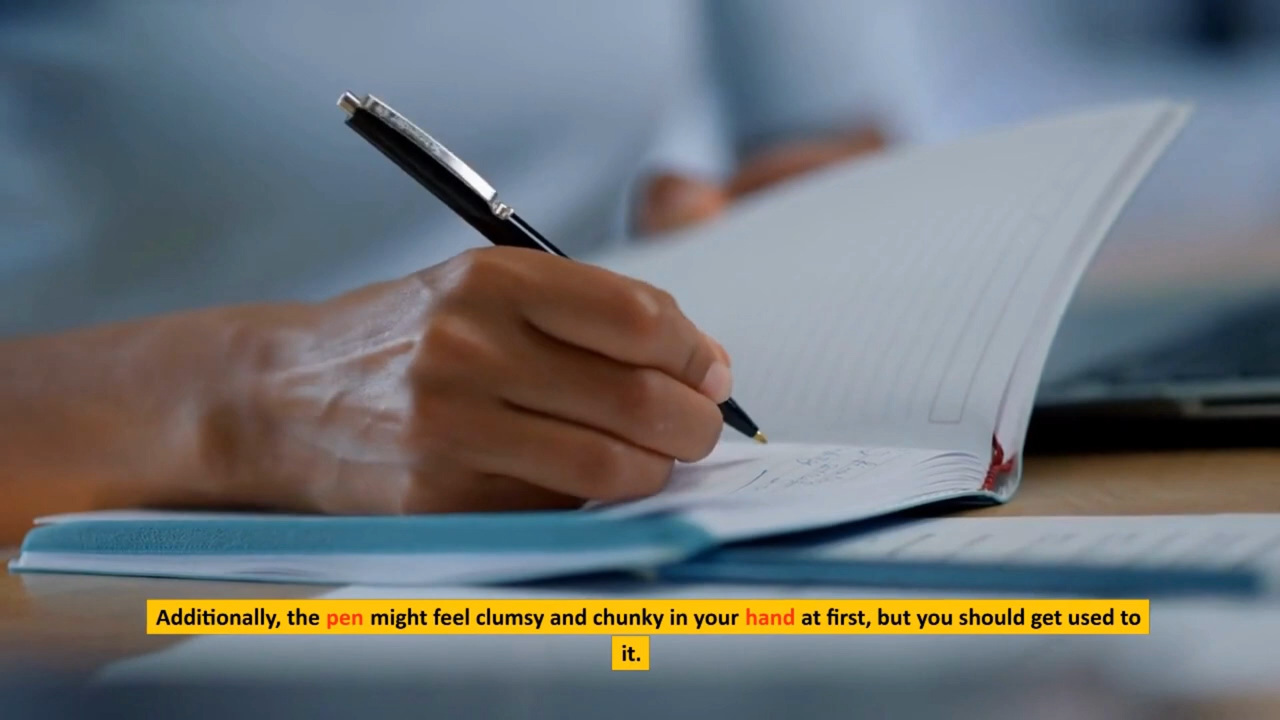 Additionally, the pen might feel clumsy and chunky in your hand at first, but you should get used to
it.